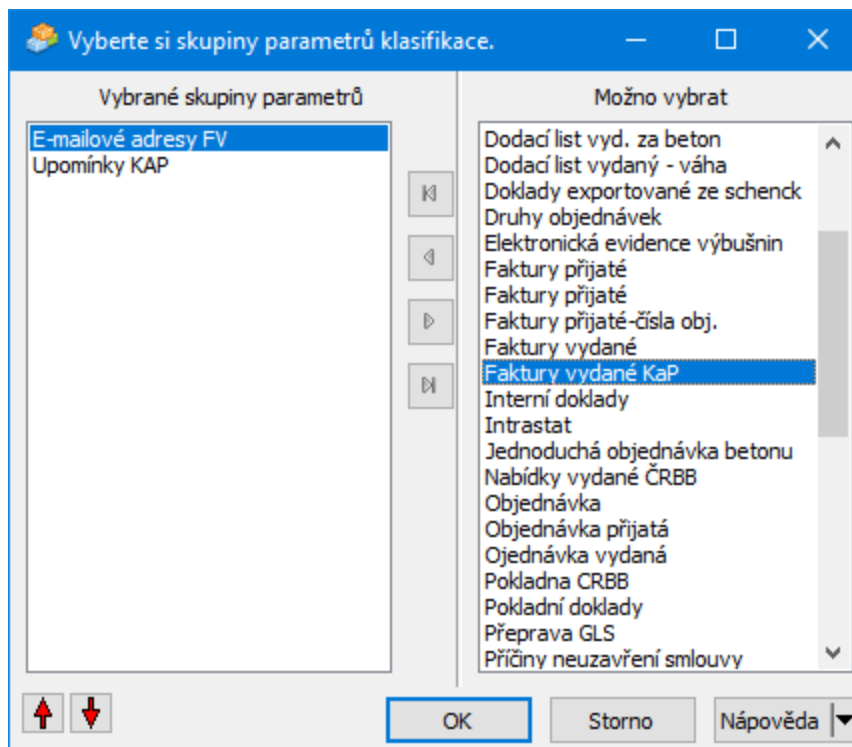 Vyberte si skupiny parametrů klasifikace.
Vybrané skupiny parametrů
E-mailové adresy FV
Upomínky KAP
Možno vybrat
Dodací list vyd. za beton
Dodací list vydaný - váha
Doklady exportované ze schenck
Druhy objednávek
Elektronická evidence výbušnin
Faktury přijaté
Faktury přijaté
Faktury přijaté-čísla obj.
Faktury vydané
Faktury vydané KaP
Interní doklady
Intrastat
Jednoduchá objednávka betonu
Nabídky vydané ČRBB
Objednávka
Objednávka přijatá
Ojednávka vydaná
Pokladna CRBB
Pokladní doklady
Přeprava GLS
Příčiny neuzavření smlouvy
OK
Storno
Nápověda